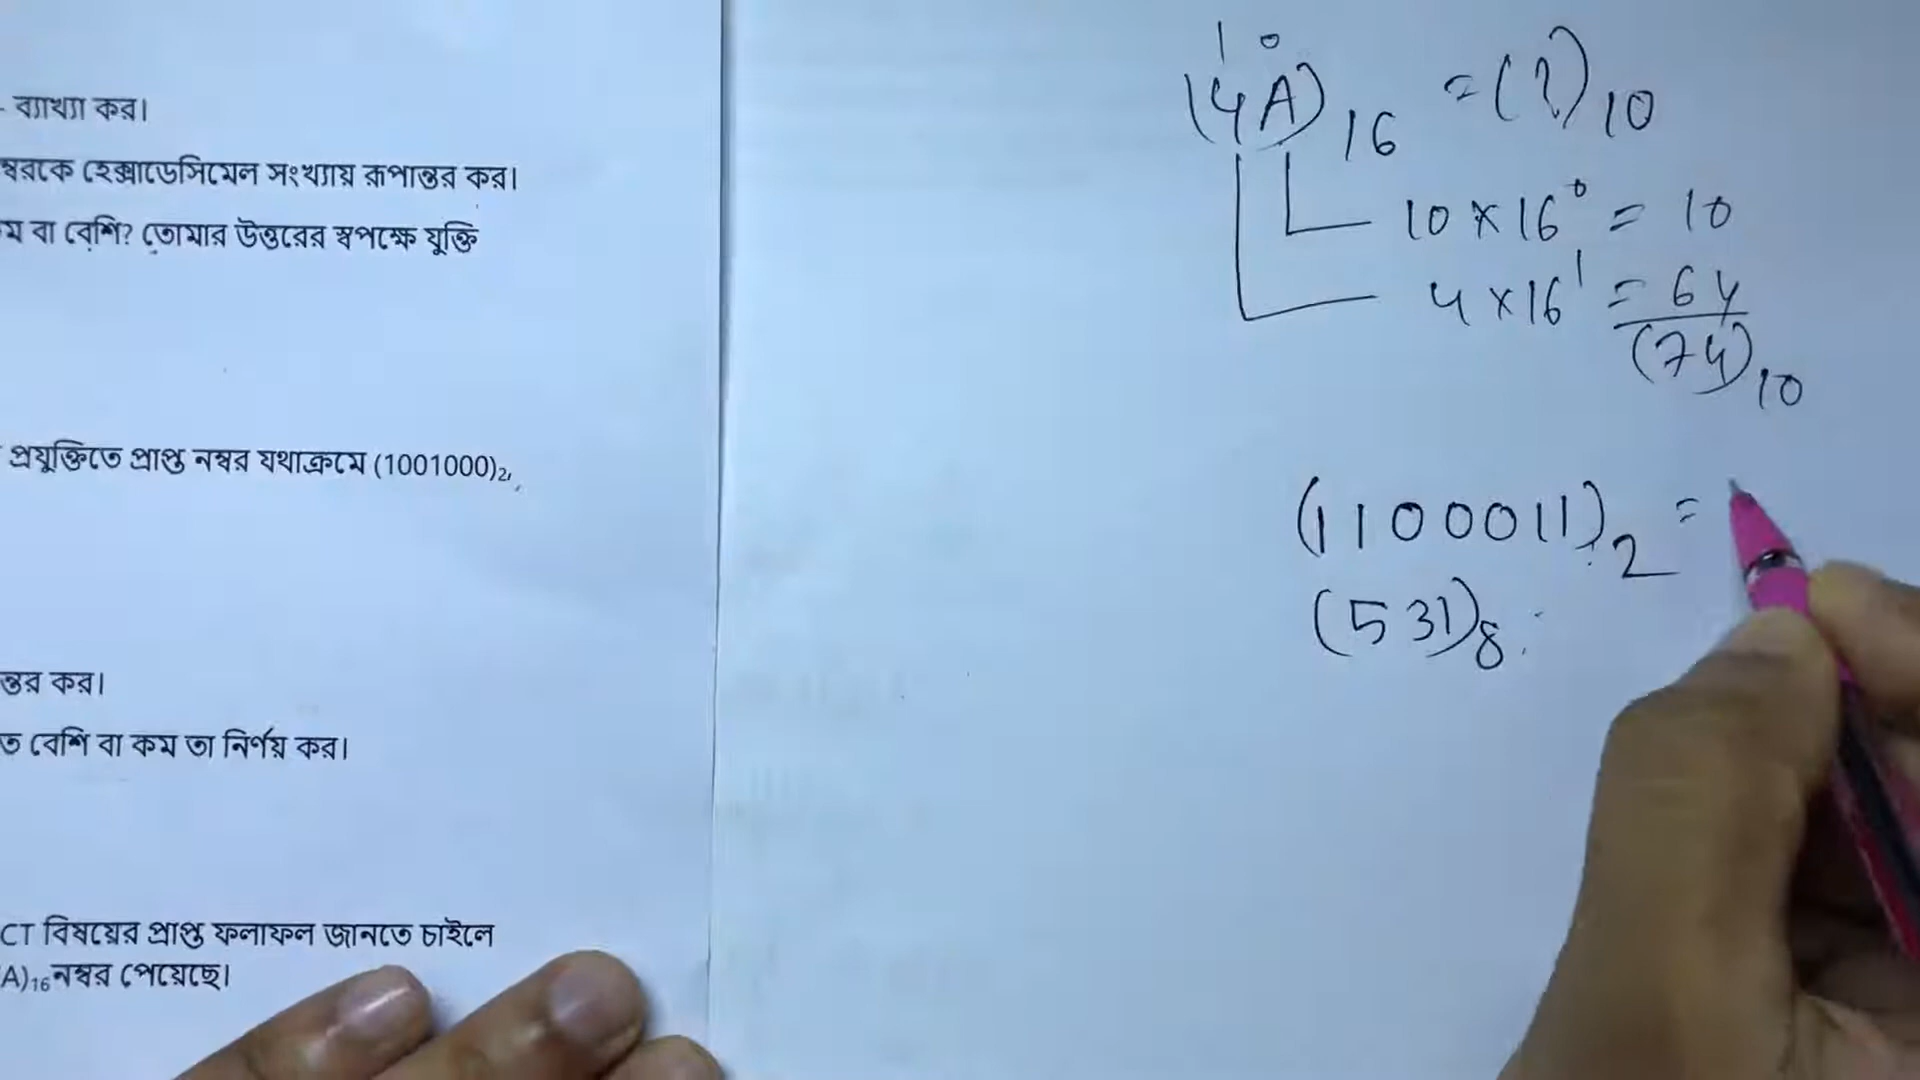 - ব্যাখ্যা কর।
ম্বরকে হেক্সাডেসিমেল সংখ্যায় রূপান্তর কর।
ম বা বেশি? তোমার উত্তরের স্বপক্ষে যুক্তি
প্রযুক্তিতে প্রাপ্ত নম্বর যথাক্রমে (1001000)₂,
ন্তর কর।
ত বেশি বা কম তা নির্ণয় কর।
CT বিষয়ের প্রাপ্ত ফলাফল জানতে চাইলে
A)₁₆ নম্বর পেয়েছে।
1 0
(4A)₁₆ = (?)₁₀
10 × 16⁰ = 10
4 × 16¹ = 64
(74)₁₀
(1100011)₂ =
(531)₈